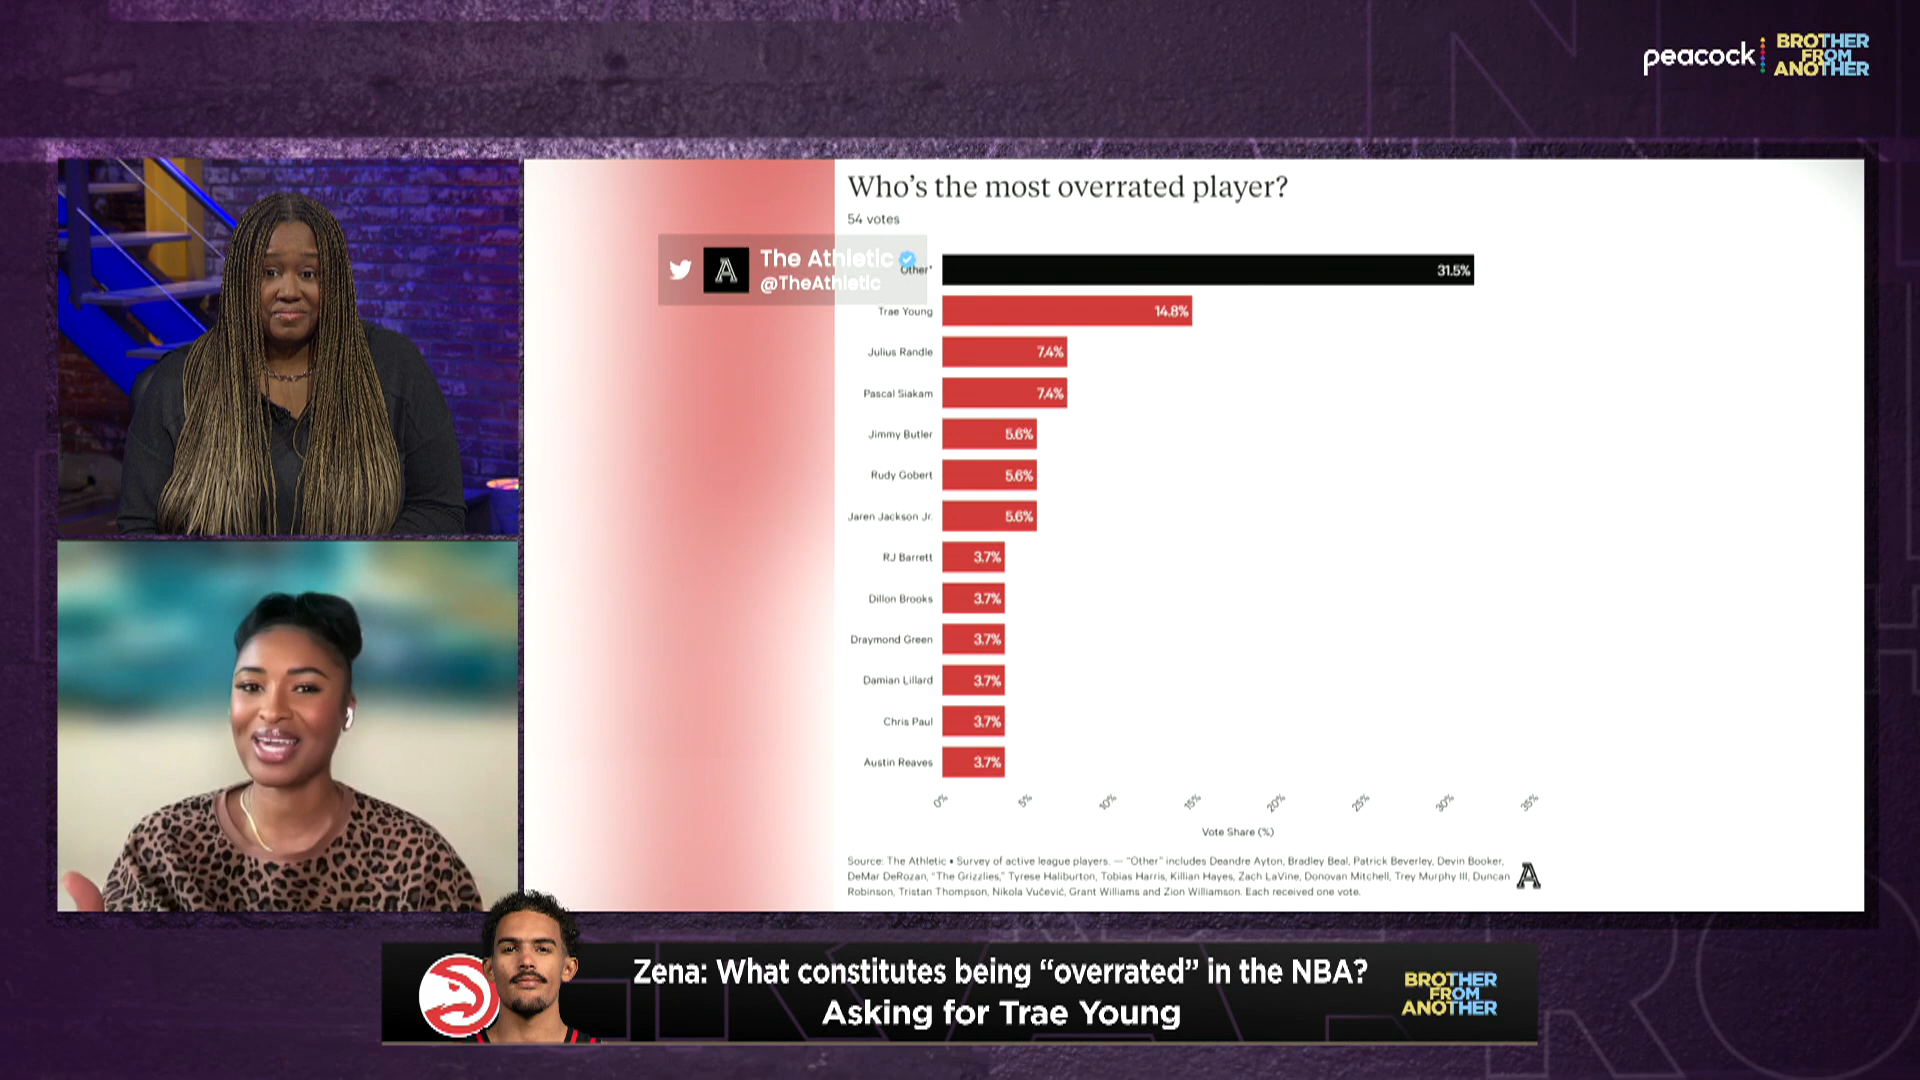 peacock
BROTHER
FROM
ANOTHER
Who's the most overrated player?
54 votes
The Athletic
@TheAthletic
Other* 31.5%
Trae Young 14.8%
Julius Randle 7.4%
Pascal Siakam 7.4%
Jimmy Butler 5.6%
Rudy Gobert 5.6%
Jaren Jackson Jr. 5.6%
RJ Barrett 3.7%
Dillon Brooks 3.7%
Draymond Green 3.7%
Damian Lillard 3.7%
Chris Paul 3.7%
Austin Reaves 3.7%
0% 5% 10% 15% 20% 25% 30% 35%
Vote Share (%)
Source: The Athletic • Survey of active league players. — "Other" includes Deandre Ayton, Bradley Beal, Patrick Beverley, Devin Booker,
DeMar DeRozan, "The Grizzlies," Tyrese Haliburton, Tobias Harris, Killian Hayes, Zach LaVine, Donovan Mitchell, Trey Murphy III, Duncan
Robinson, Tristan Thompson, Nikola Vučević, Grant Williams and Zion Williamson. Each received one vote.
A
Zena: What constitutes being “overrated” in the NBA?
Asking for Trae Young
BROTHER
FROM
ANOTHER